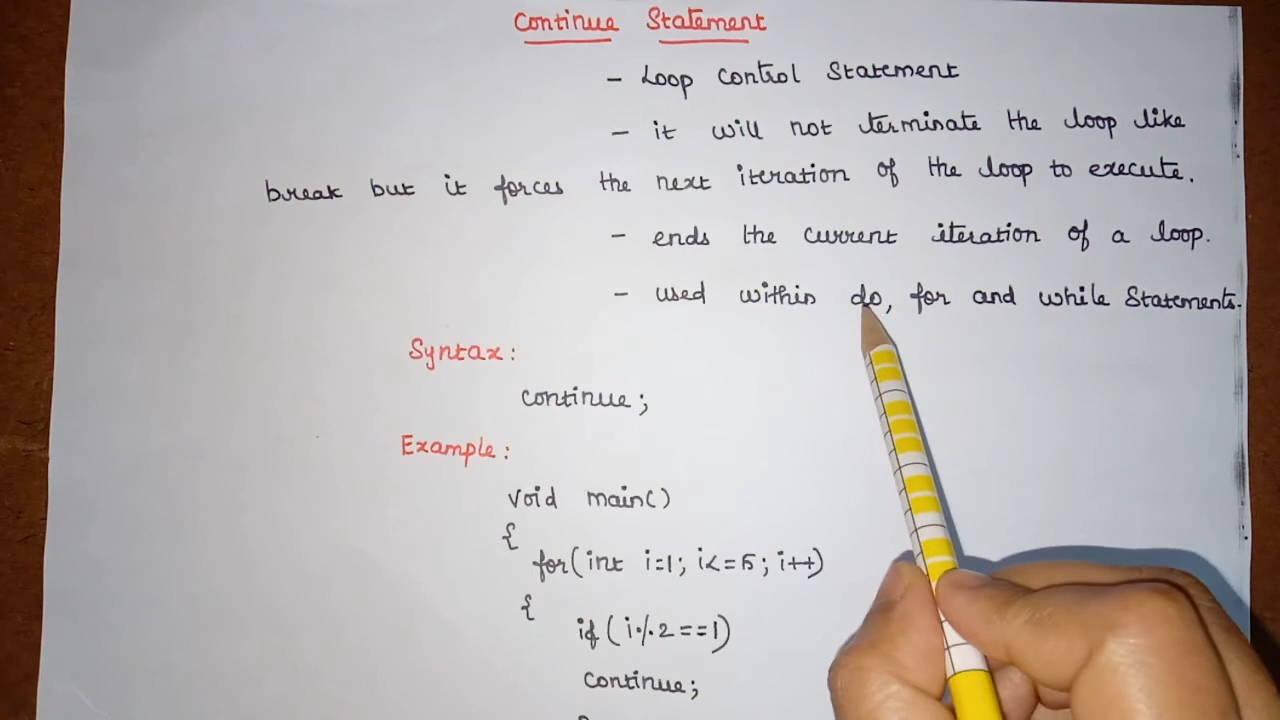 Continue Statement
- Loop control Statement
- it will not terminate the loop like
break but it forces the next iteration of the loop to execute.
- ends the current iteration of a loop.
- used within do, for and while Statements.
Syntax:
continue;
Example:
void main()
{
for(int i=1; i<=5; i++)
{
if (i%2==1)
continue;